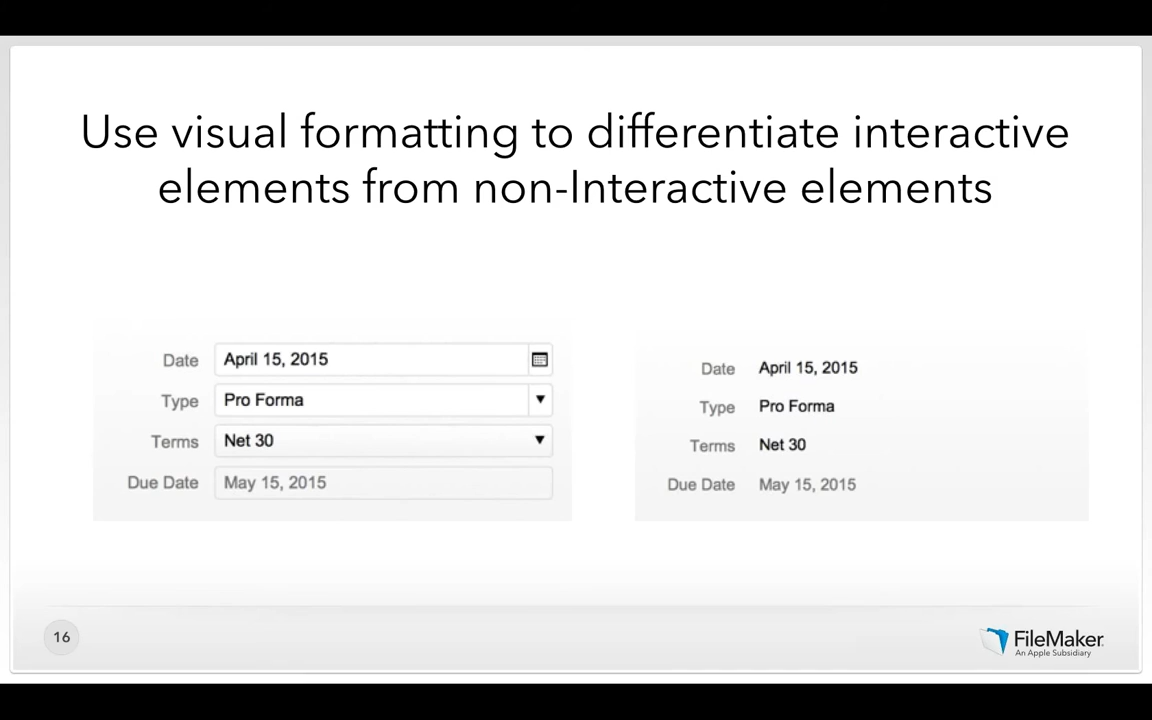 Use visual formatting to differentiate interactive
elements from non-Interactive elements
Date April 15, 2015
Type Pro Forma
Terms Net 30
Due Date May 15, 2015
Date April 15, 2015
Type Pro Forma
Terms Net 30
Due Date May 15, 2015
16
FileMaker
An Apple Subsidiary